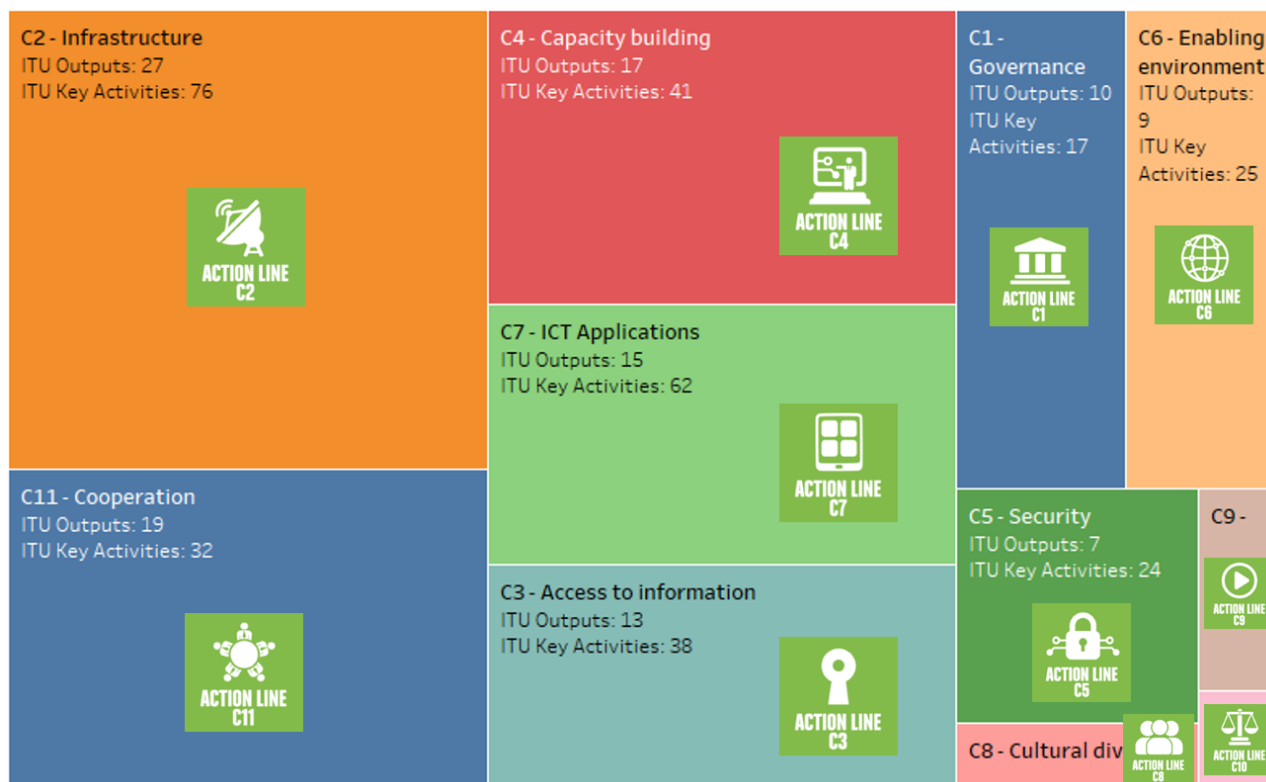 C2 - Infrastructure
ITU Outputs: 27
ITU Key Activities: 76
ACTION LINE
C2
C11 - Cooperation
ITU Outputs: 19
ITU Key Activities: 32
ACTION LINE
C11
C4 - Capacity building
ITU Outputs: 17
ITU Key Activities: 41
ACTION LINE
C4
C7 - ICT Applications
ITU Outputs: 15
ITU Key Activities: 62
ACTION LINE
C7
C3 - Access to information
ITU Outputs: 13
ITU Key Activities: 38
ACTION LINE
C3
C1 -
Governance
ITU Outputs: 10
ITU Key
Activities: 17
ACTION LINE
C1
C6 - Enabling
environment
ITU Outputs:
9
ITU Key
Activities: 25
ACTION LINE
C6
C5 - Security
ITU Outputs: 7
ITU Key Activities: 24
ACTION LINE
C5
C9 -
ACTION LINE
C9
C8 - Cultural div
ACTION LINE
C8
ACTION LINE
C10